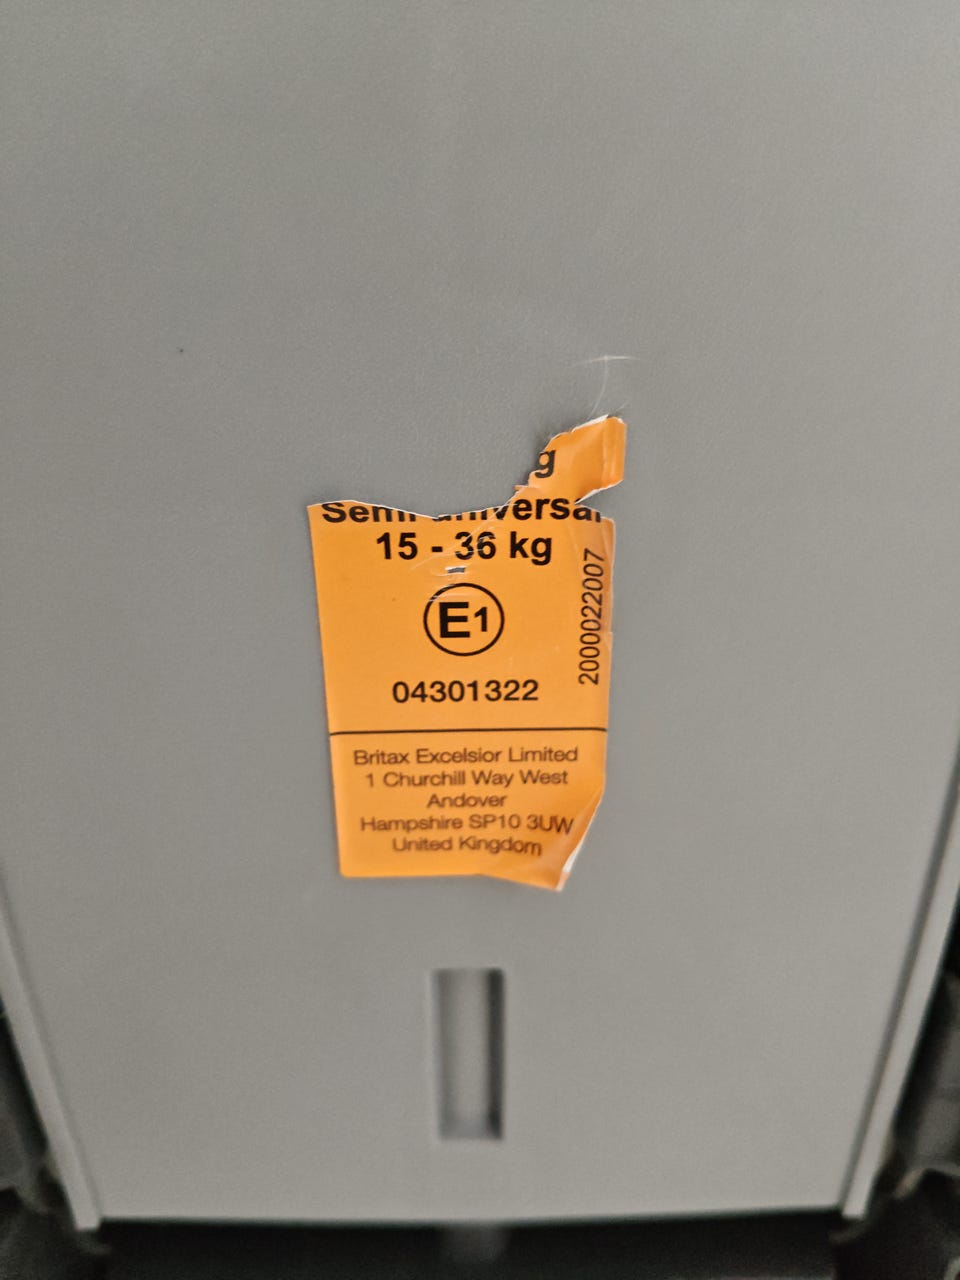 g
Semi-universal
15 - 36 kg
E1
04301322
2000022007
Britax Excelsior Limited
1 Churchill Way West
Andover
Hampshire SP10 3UW
United Kingdom